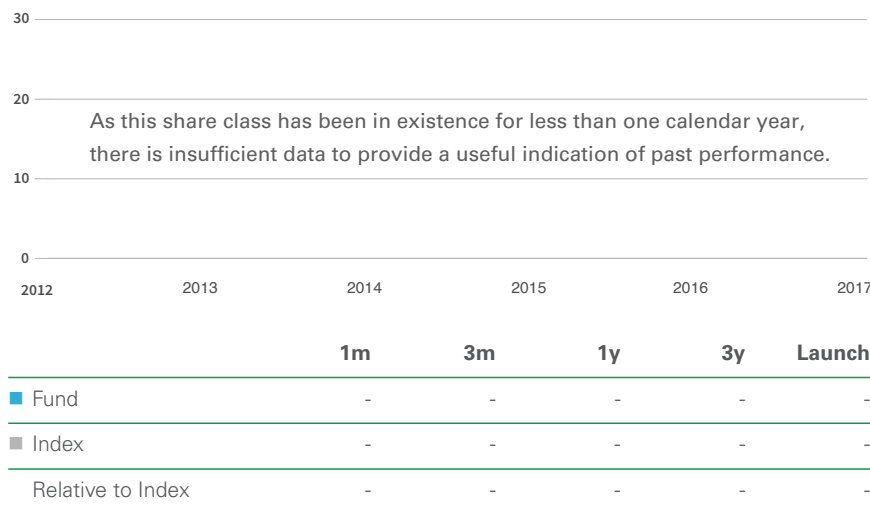 30
20
As this share class has been in existence for less than one calendar year,
there is insufficient data to provide a useful indication of past performance.
10
0
2012 2013 2014 2015 2016 2017
1m 3m 1y 3y Launch
Fund - - - - -
Index - - - - -
Relative to Index - - - - -